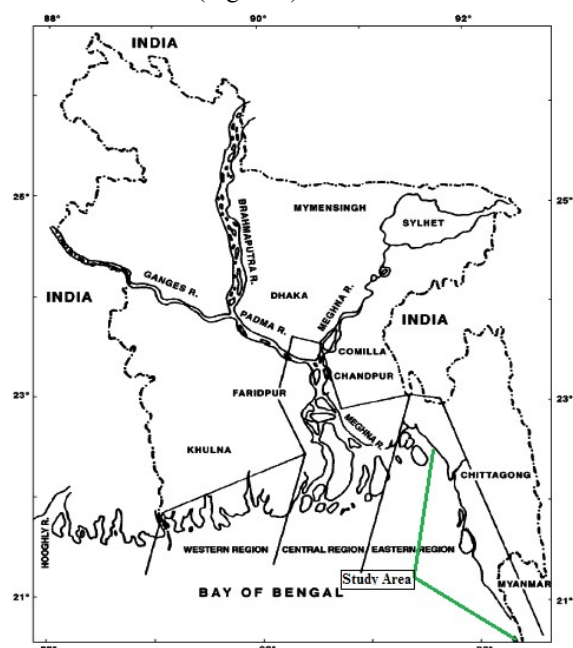 88°
90°
92°
INDIA
25°
25°
MYMENSINGH
SYLHET
BRAHMAPUTRA R.
GANGES R.
DHAKA
MEGHNA R.
INDIA
PADMA R.
INDIA
COMILLA
CHANDPUR
23°
FARIDPUR
23°
MEGHNA R.
KHULNA
CHITTAGONG
HOOGHLY R.
WESTERN REGION
CENTRAL REGION
EASTERN REGION
Study Area
MYANMAR
BAY OF BENGAL
21°
21°